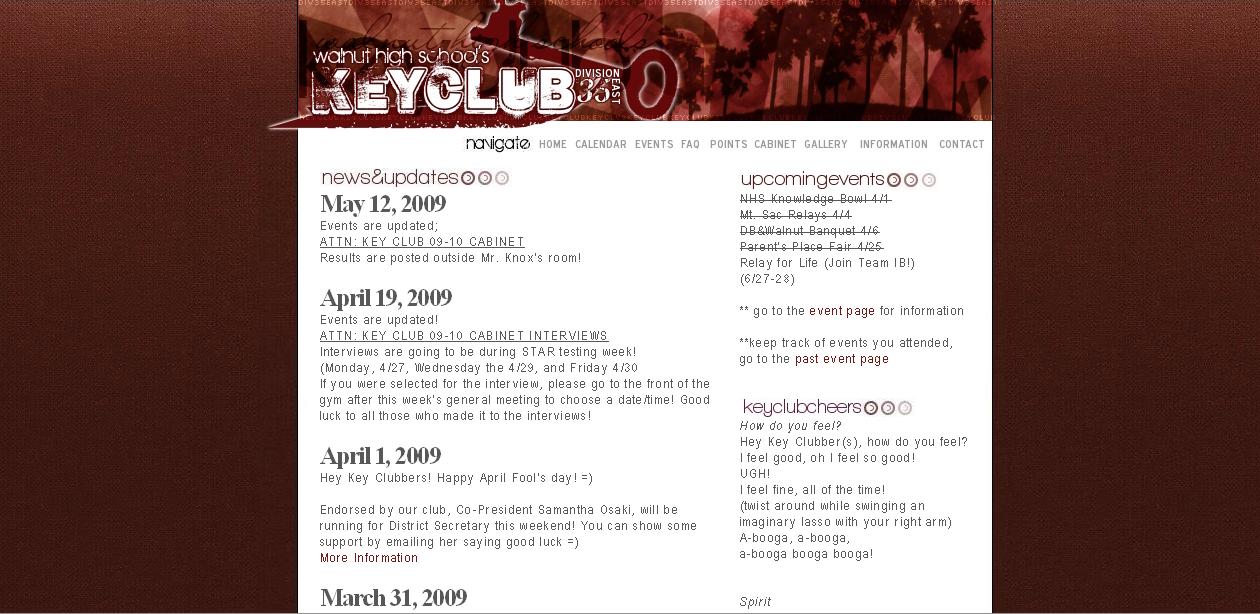 walnut high school's
KEYCLUB
DIVISION
35
EAST
navigate HOME CALENDAR EVENTS FAQ POINTS CABINET GALLERY INFORMATION CONTACT
news&updates
May 12, 2009
Events are updated;
ATTN: KEY CLUB 09-10 CABINET
Results are posted outside Mr. Knox's room!
April 19, 2009
Events are updated!
ATTN: KEY CLUB 09-10 CABINET INTERVIEWS
Interviews are going to be during STAR testing week!
(Monday, 4/27, Wednesday the 4/29, and Friday 4/30
If you were selected for the interview, please go to the front of the
gym after this week's general meeting to choose a date/time! Good
luck to all those who made it to the interviews!
April 1, 2009
Hey Key Clubbers! Happy April Fool's day! =)
Endorsed by our club, Co-President Samantha Osaki, will be
running for District Secretary this weekend! You can show some
support by emailing her saying good luck =)
More Information
March 31, 2009
upcomingevents
NHS Knowledge Bowl 4/1
Mt. Sac Relays 4/4
DB&Walnut Banquet 4/6
Parent's Place Fair 4/25
Relay for Life (Join Team IB!)
(6/27-28)
** go to the event page for information
**keep track of events you attended,
go to the past event page
keyclubcheers
How do you feel?
Hey Key Clubber(s), how do you feel?
I feel good, oh I feel so good!
UGH!
I feel fine, all of the time!
(twist around while swinging an
imaginary lasso with your right arm)
A-booga, a-booga,
a-booga booga booga!
Spirit